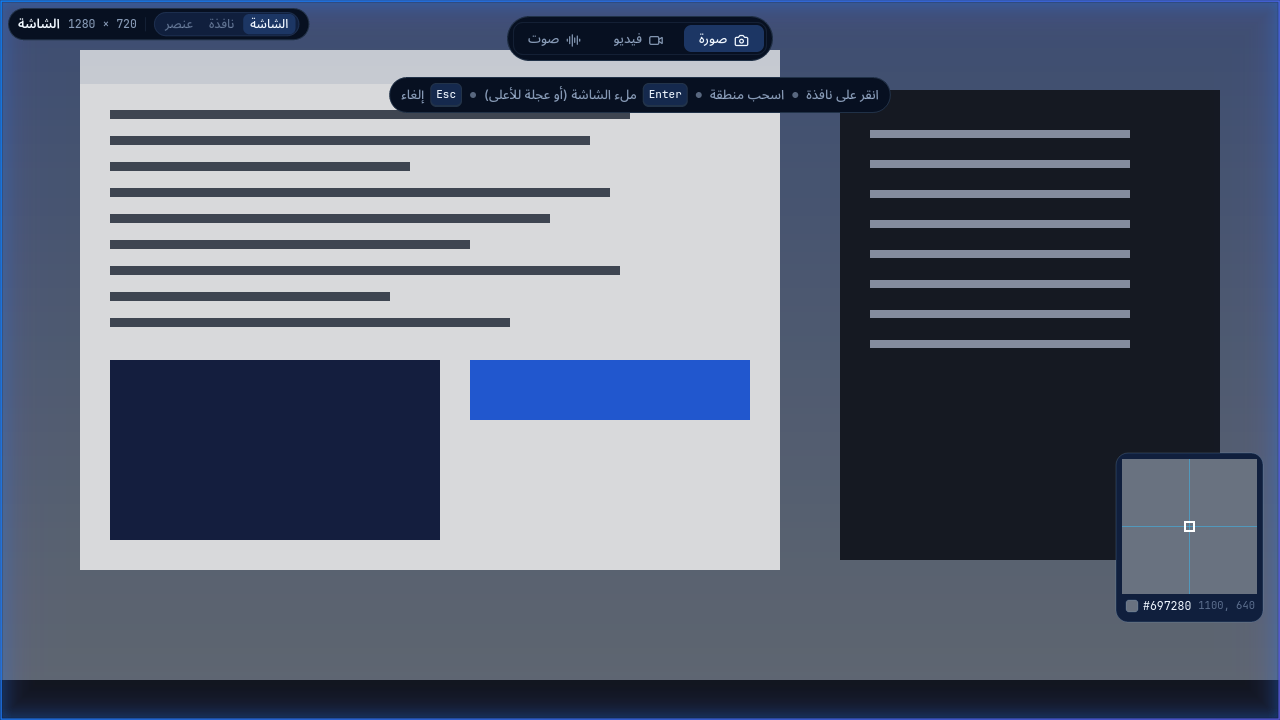 الشاشة 1280 × 720 الشاشة نافذة عنصر
صورة فيديو صوت
انقر على نافذة • اسحب منطقة • Enter ملء الشاشة (أو عجلة للأعلى) • Esc إلغاء
#697280 1100, 640